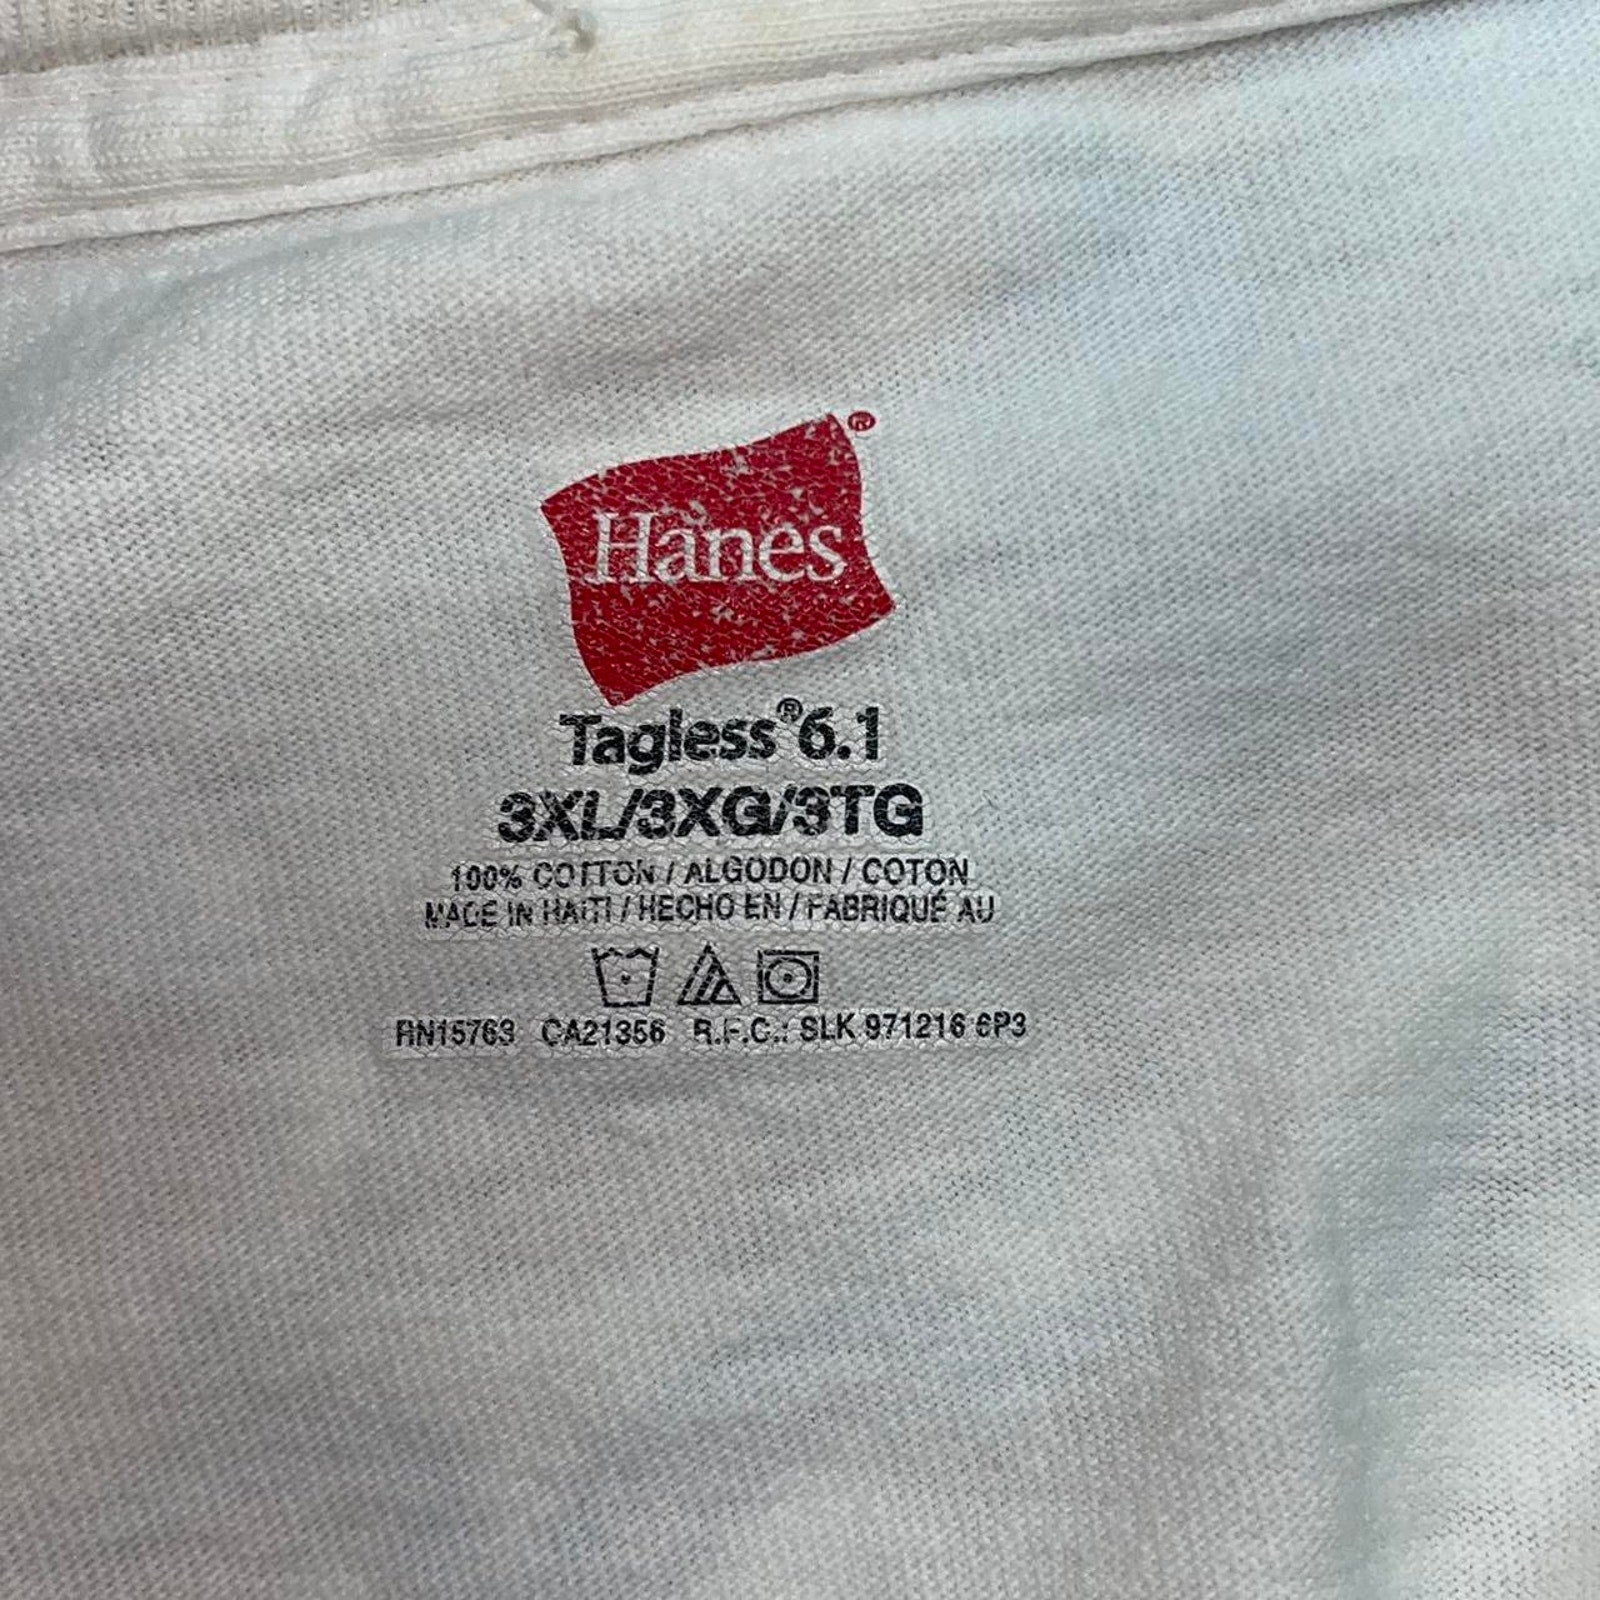 Hanes®
Tagless® 6.1
3XL/3XG/3TG
100% COTTON / ALGODON / COTON
MADE IN HAITI / HECHO EN / FABRIQUÉ AU
RN15763 CA21356 R.F.C.: SLK 971216 6P3